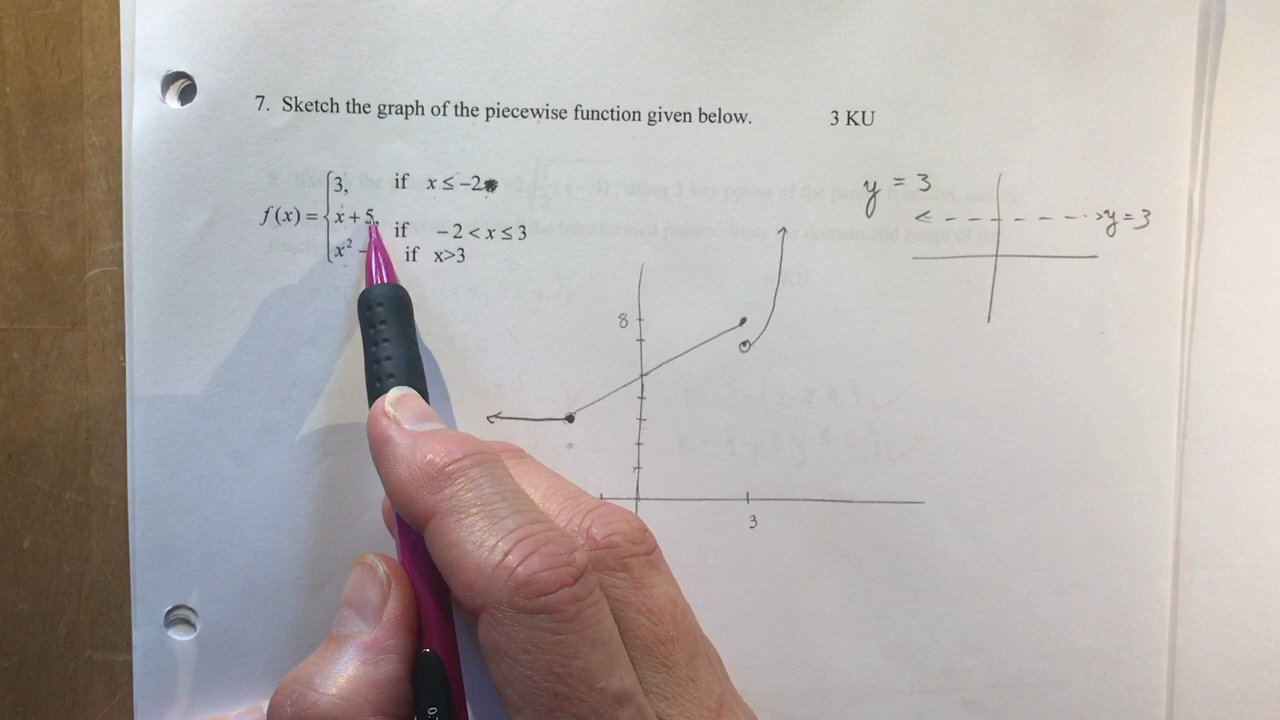 7. Sketch the graph of the piecewise function given below. 3 KU
3, if x ≤ -2
f(x) = x + 5, if -2 < x ≤ 3
x² - if x>3
y = 3
y = 3
8
3